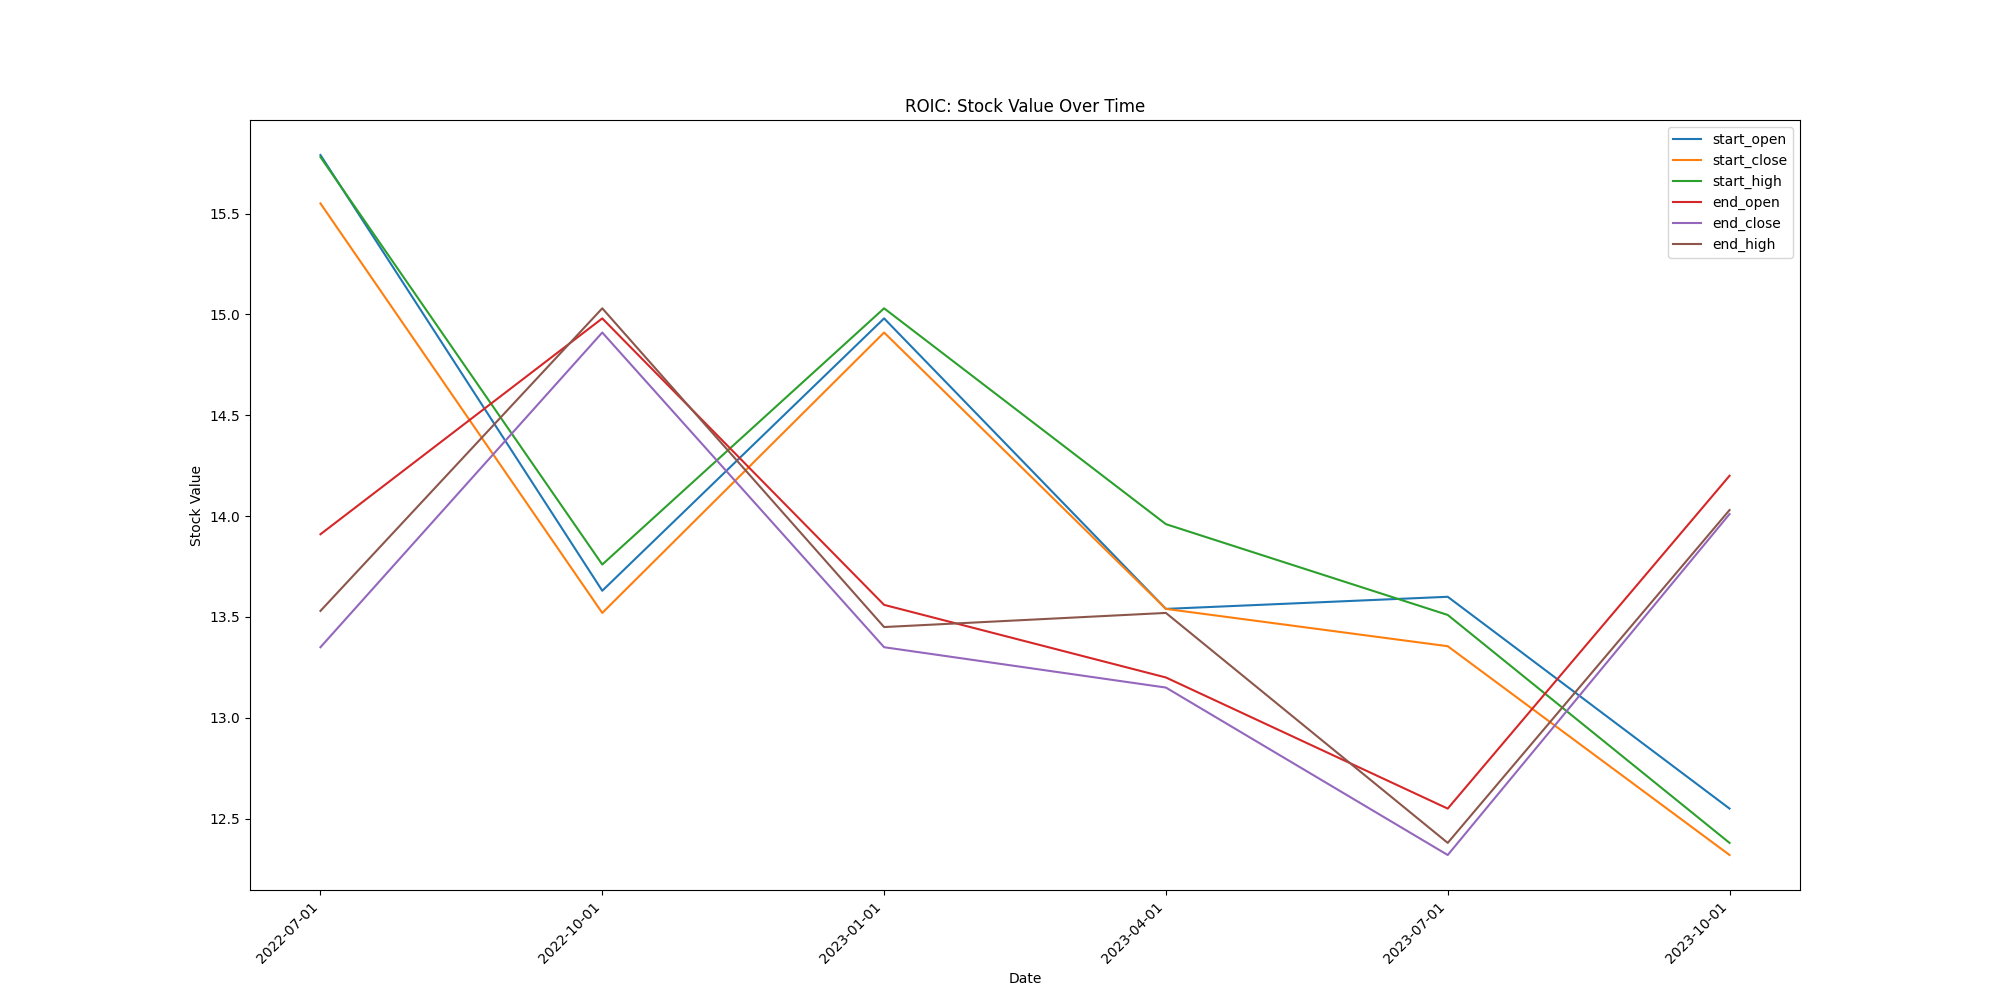 ROIC: Stock Value Over Time
start_open
start_close
start_high
end_open
end_close
end_high
Stock Value
15.5
15.0
14.5
14.0
13.5
13.0
12.5
2022-07-01
2022-10-01
2023-01-01
2023-04-01
2023-07-01
2023-10-01
Date